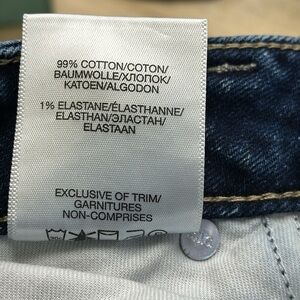 99% COTTON/COTON/
BAUMWOLLE/ХЛОПОК/
KATOEN/ALGODON
1% ELASTANE/ÉLASTHANNE/
ELASTHAN/ЭЛАСТАН/
ELASTAAN
EXCLUSIVE OF TRIM/
GARNITURES
NON-COMPRISES